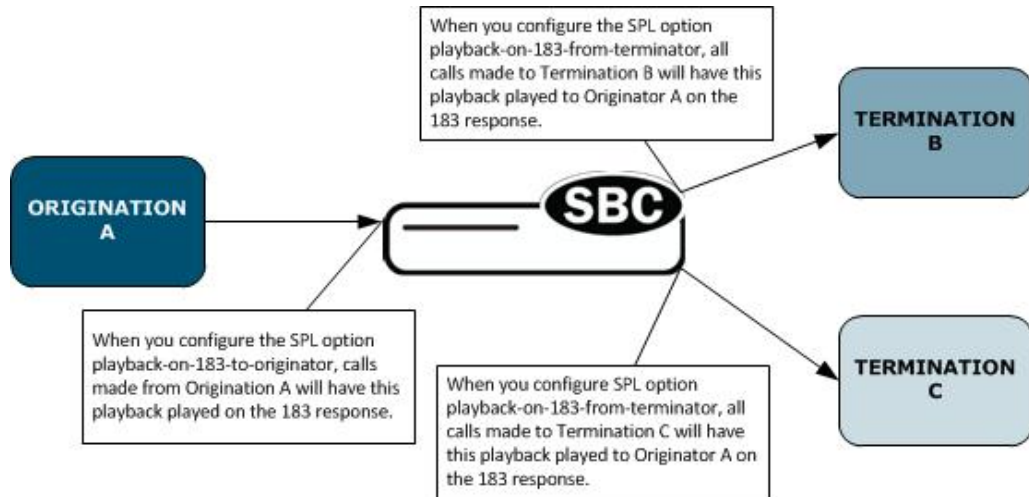 When you configure the SPL option
playback-on-183-from-terminator, all
calls made to Termination B will have this
playback played to Originator A on the
183 response.
TERMINATION
B
ORIGINATION
A
SBC
When you configure the SPL option
playback-on-183-to-originator, calls
made from Origination A will have this
playback played on the 183 response.
When you configure SPL option
playback-on-183-from-terminator, all
calls made to Termination C will have
this playback played to Originator A on
the 183 response.
TERMINATION
C